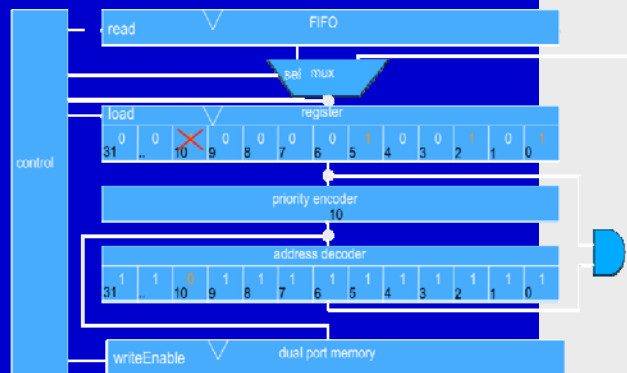 FIFO
read
sel mux
register
load
0 0 0 0 0 0 1 0 0 1 0 1
31 .. 10 9 8 7 6 5 4 3 2 1 0
control
priority encoder
10
address decoder
1 1 0 1 1 1 1 1 1 1 1 1 1
31 .. 10 9 8 7 6 5 4 3 2 1 0
dual port memory
writeEnable